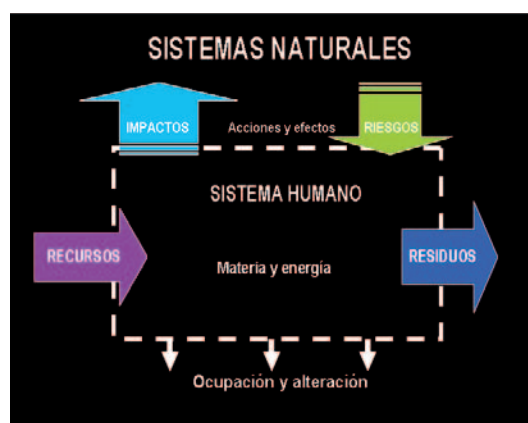 SISTEMAS NATURALES
IMPACTOS
Acciones y efectos
RIESGOS
SISTEMA HUMANO
RECURSOS
Materia y energía
RESIDUOS
Ocupación y alteración